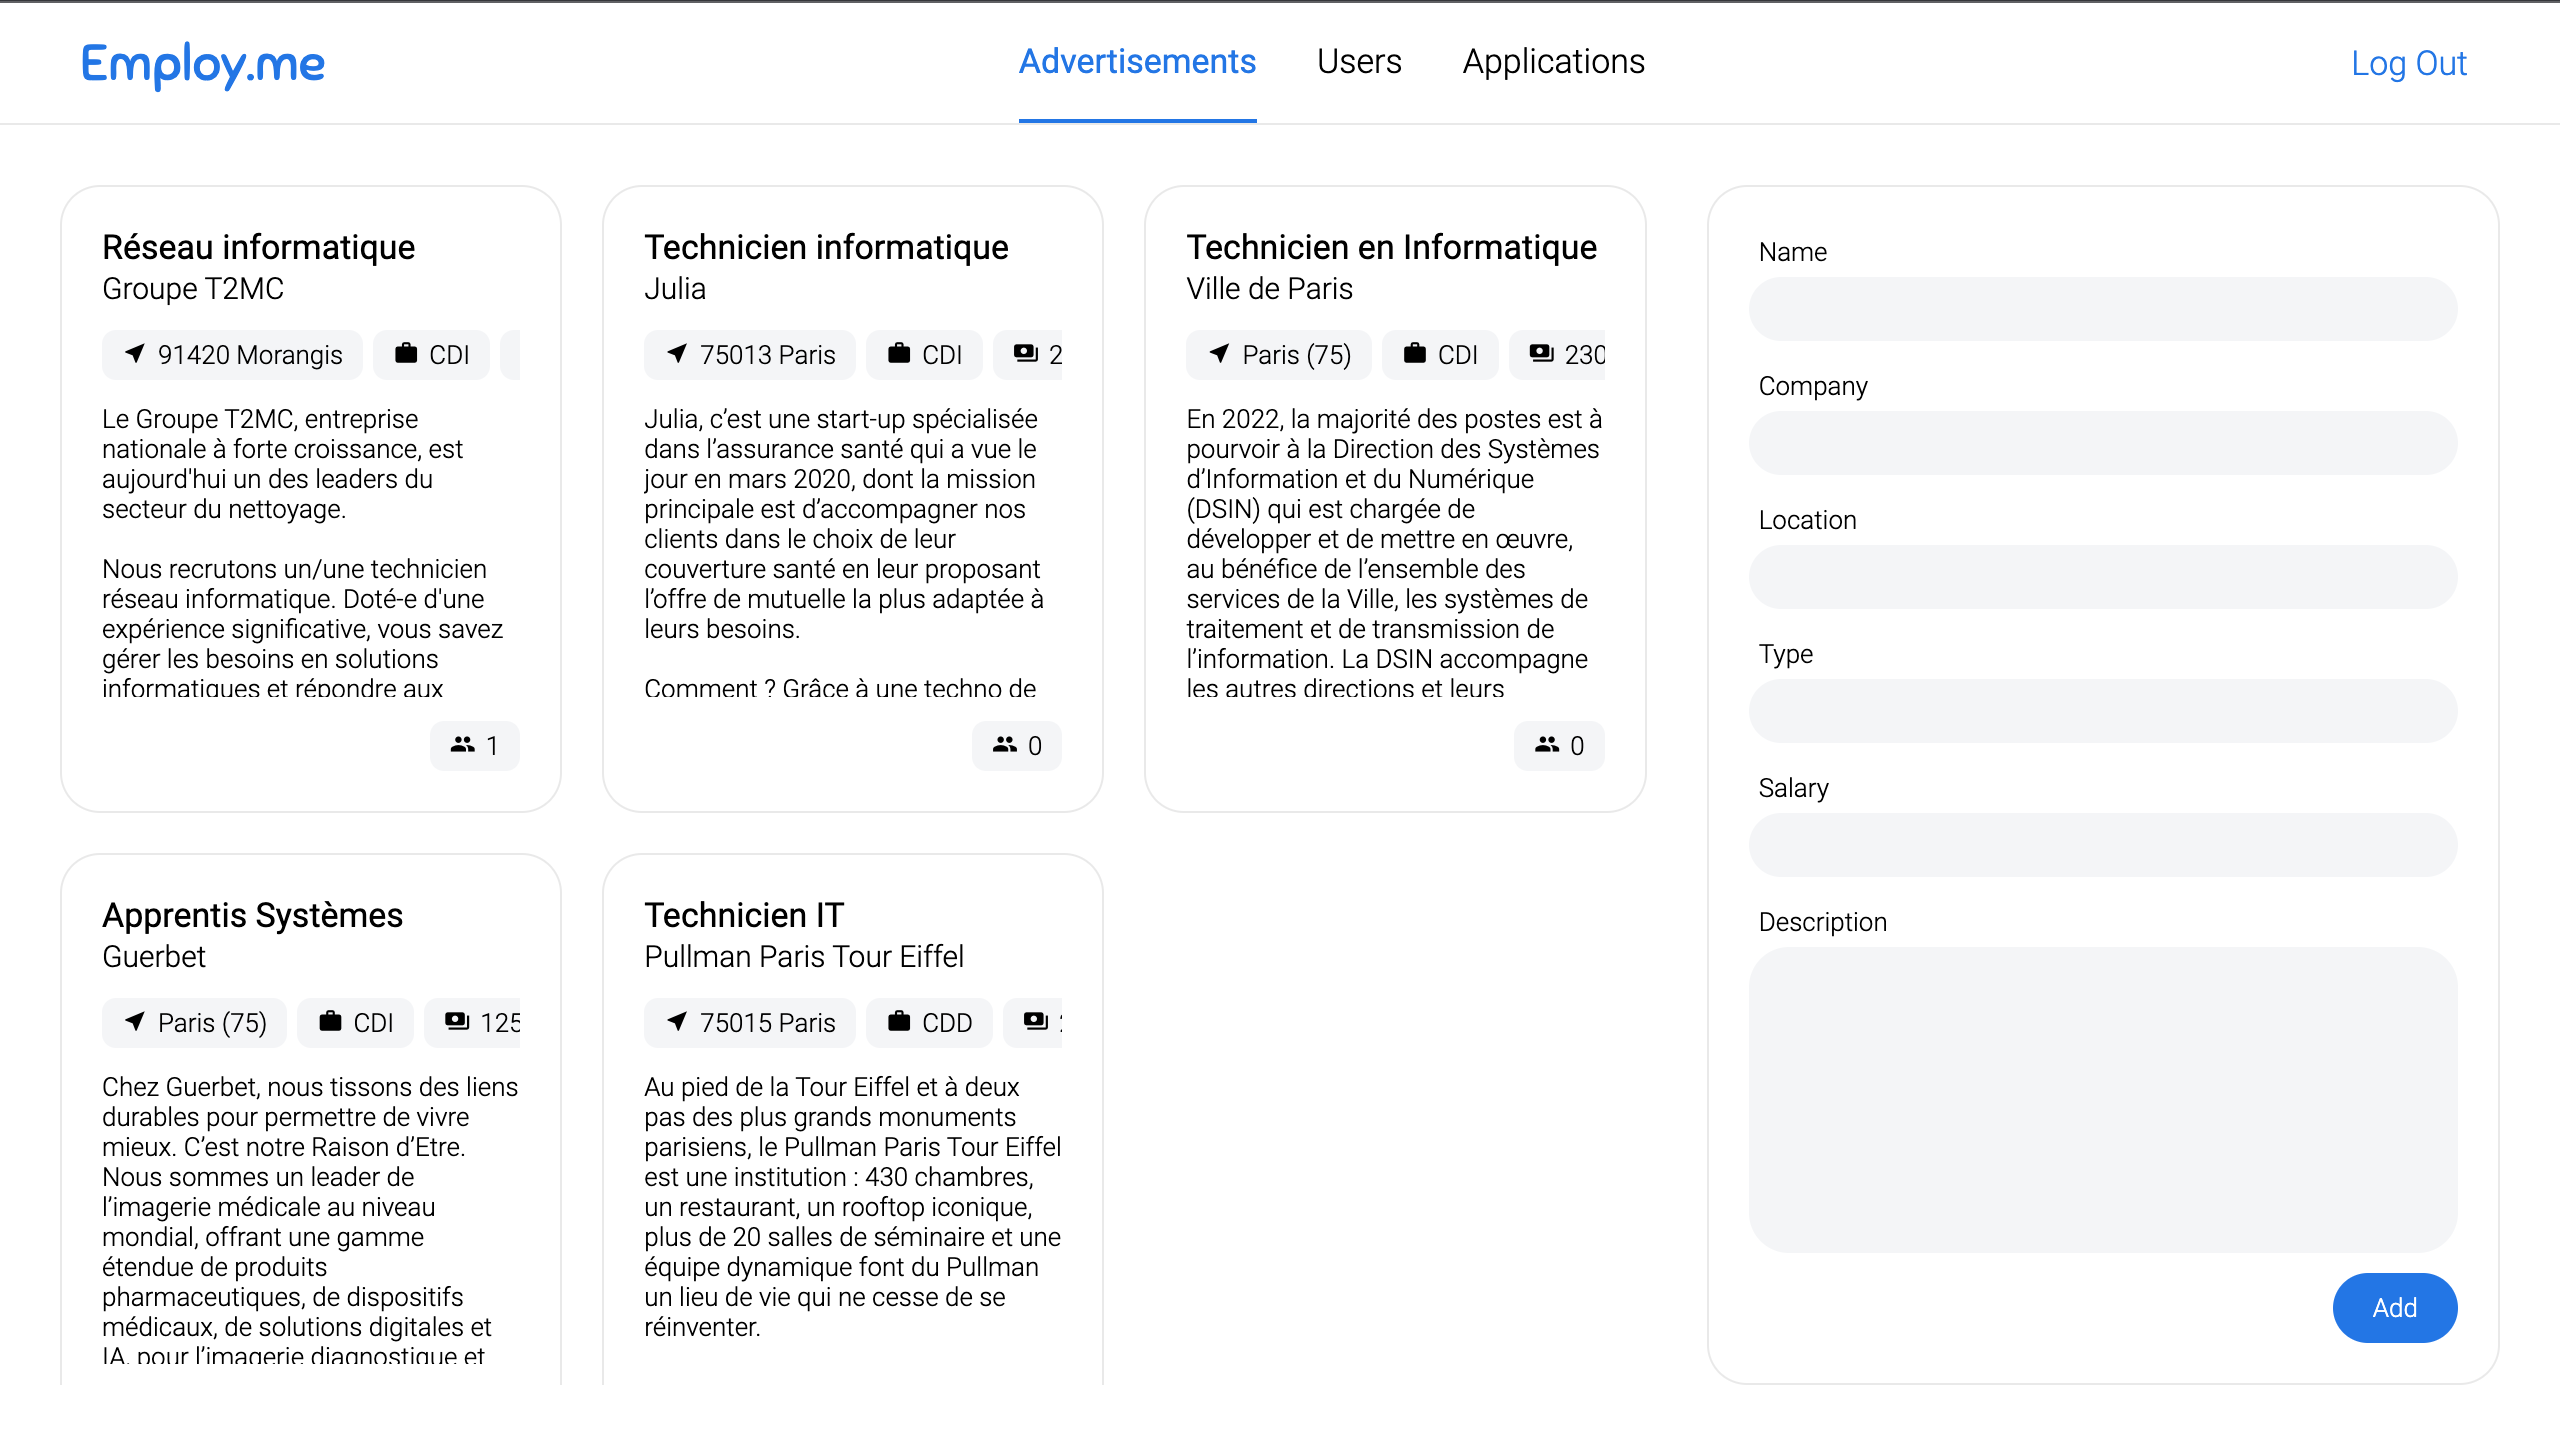 Employ.me
Advertisements
Users
Applications
Log Out
Réseau informatique
Groupe T2MC
91420 Morangis
CDI
Le Groupe T2MC, entreprise
nationale à forte croissance, est
aujourd'hui un des leaders du
secteur du nettoyage.
Nous recrutons un/une technicien
réseau informatique. Doté-e d'une
expérience significative, vous savez
gérer les besoins en solutions
informatiques et répondre aux
1
Technicien informatique
Julia
75013 Paris
CDI
2
Julia, c’est une start-up spécialisée
dans l’assurance santé qui a vue le
jour en mars 2020, dont la mission
principale est d’accompagner nos
clients dans le choix de leur
couverture santé en leur proposant
l’offre de mutuelle la plus adaptée à
leurs besoins.
Comment ? Grâce à une techno de
0
Technicien en Informatique
Ville de Paris
Paris (75)
CDI
230
En 2022, la majorité des postes est à
pourvoir à la Direction des Systèmes
d’Information et du Numérique
(DSIN) qui est chargée de
développer et de mettre en œuvre,
au bénéfice de l’ensemble des
services de la Ville, les systèmes de
traitement et de transmission de
l’information. La DSIN accompagne
les autres directions et leurs
0
Apprentis Systèmes
Guerbet
Paris (75)
CDI
125
Chez Guerbet, nous tissons des liens
durables pour permettre de vivre
mieux. C’est notre Raison d’Etre.
Nous sommes un leader de
l’imagerie médicale au niveau
mondial, offrant une gamme
étendue de produits
pharmaceutiques, de dispositifs
médicaux, de solutions digitales et
IA, pour l’imagerie diagnostique et
Technicien IT
Pullman Paris Tour Eiffel
75015 Paris
CDD
Au pied de la Tour Eiffel et à deux
pas des plus grands monuments
parisiens, le Pullman Paris Tour Eiffel
est une institution : 430 chambres,
un restaurant, un rooftop iconique,
plus de 20 salles de séminaire et une
équipe dynamique font du Pullman
un lieu de vie qui ne cesse de se
réinventer.
Name
Company
Location
Type
Salary
Description
Add